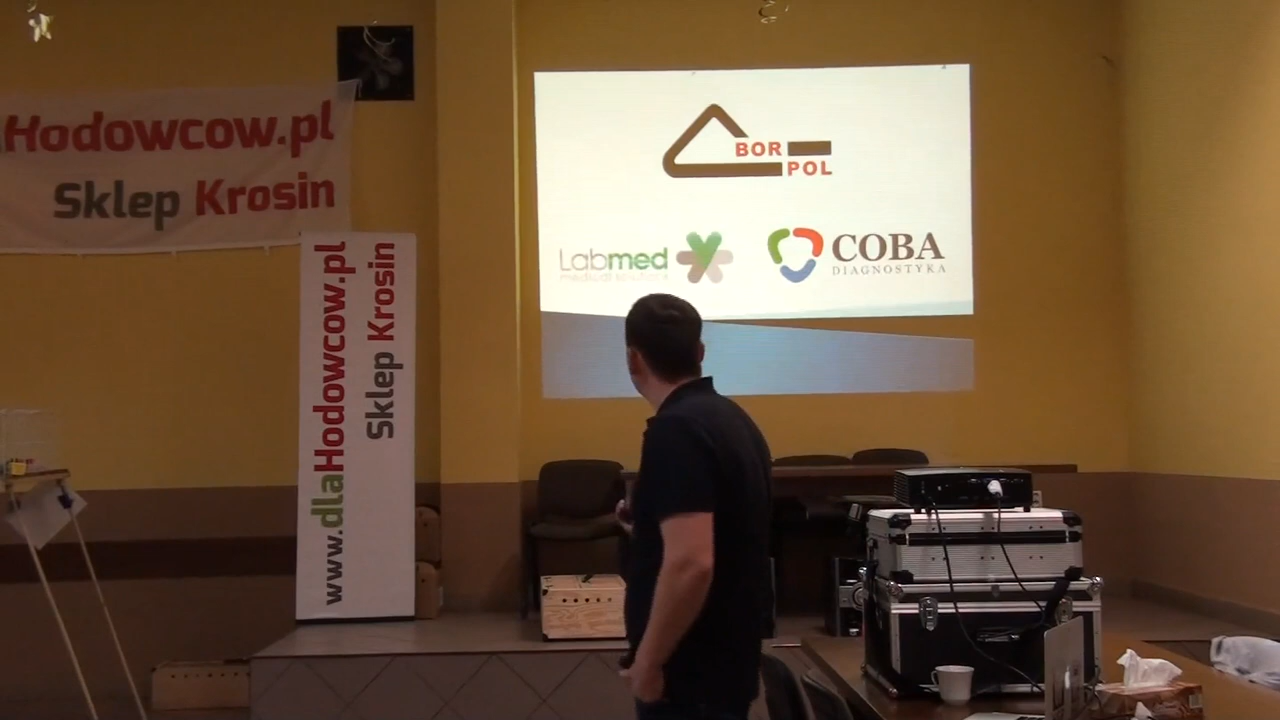 Hodowcow.pl
Sklep Krosin
www.dlaHodowcow.pl
Sklep Krosin
BOR
POL
Labmed
COBA
DIAGNOSTYKA